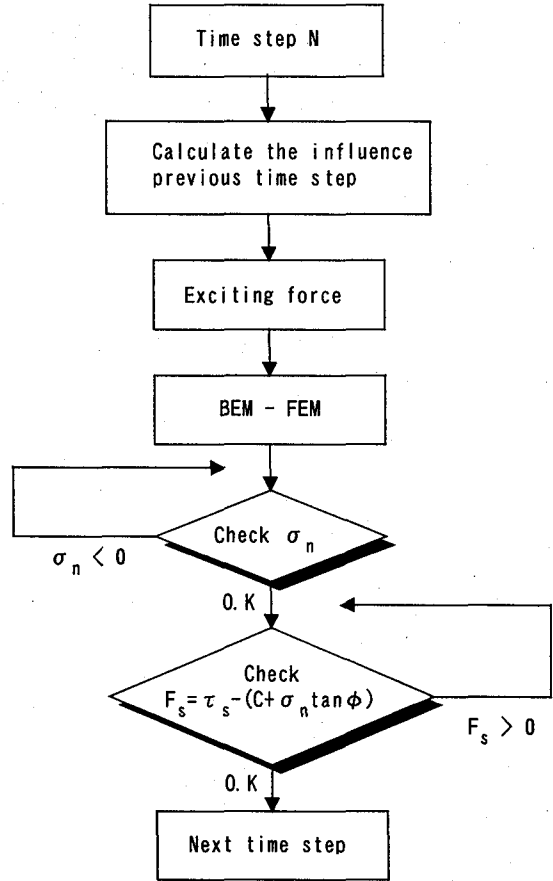 Time step N
Calculate the influence
previous time step
Exciting force
BEM - FEM
Check σn
σn < 0
O.K
Check
Fs=τs-(C+σn tanφ)
Fs > 0
O.K
Next time step